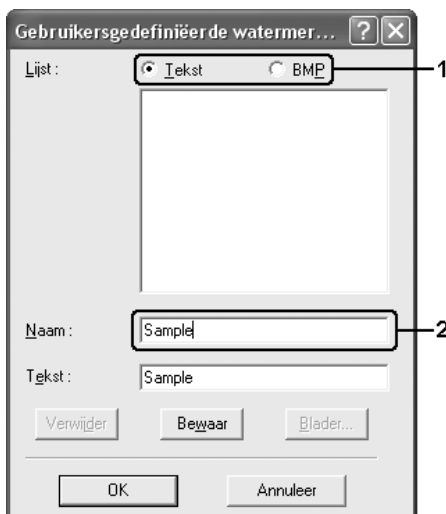 Gebruikersgedefiniëerde watermer... ? X
Lijst : Tekst BMP 1
Naam : Sample 2
Tekst : Sample
Verwijder Bewaar Blader...
OK Annuleer